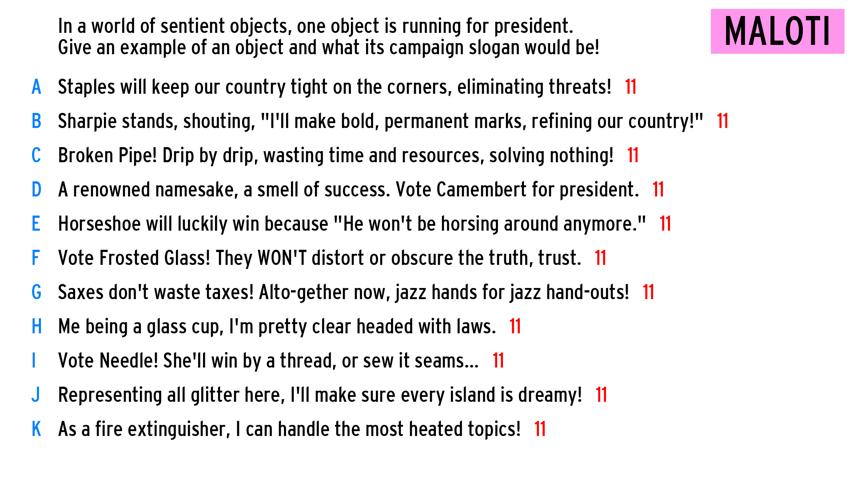 In a world of sentient objects, one object is running for president.
Give an example of an object and what its campaign slogan would be!
MALOTI
A Staples will keep our country tight on the corners, eliminating threats! 11
B Sharpie stands, shouting, "I'll make bold, permanent marks, refining our country!" 11
C Broken Pipe! Drip by drip, wasting time and resources, solving nothing! 11
D A renowned namesake, a smell of success. Vote Camembert for president. 11
E Horseshoe will luckily win because "He won't be horsing around anymore." 11
F Vote Frosted Glass! They WON'T distort or obscure the truth, trust. 11
G Saxes don't waste taxes! Alto-gether now, jazz hands for jazz hand-outs! 11
H Me being a glass cup, I'm pretty clear headed with laws. 11
I Vote Needle! She'll win by a thread, or sew it seams... 11
J Representing all glitter here, I'll make sure every island is dreamy! 11
K As a fire extinguisher, I can handle the most heated topics! 11